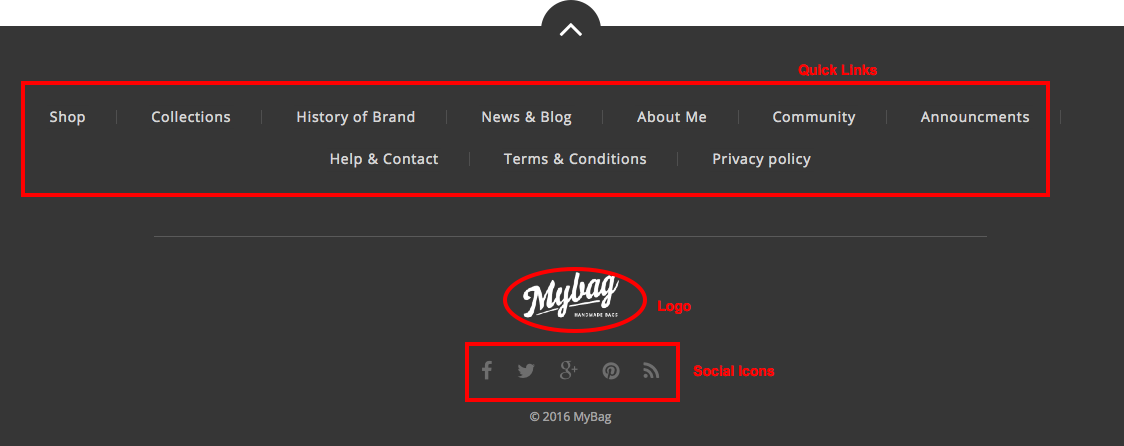 Quick Links
Shop Collections History of Brand News & Blog About Me Community Announcments
Help & Contact Terms & Conditions Privacy policy
Mybag
HANDMADE BAGS
Logo
Social Icons
© 2016 MyBag